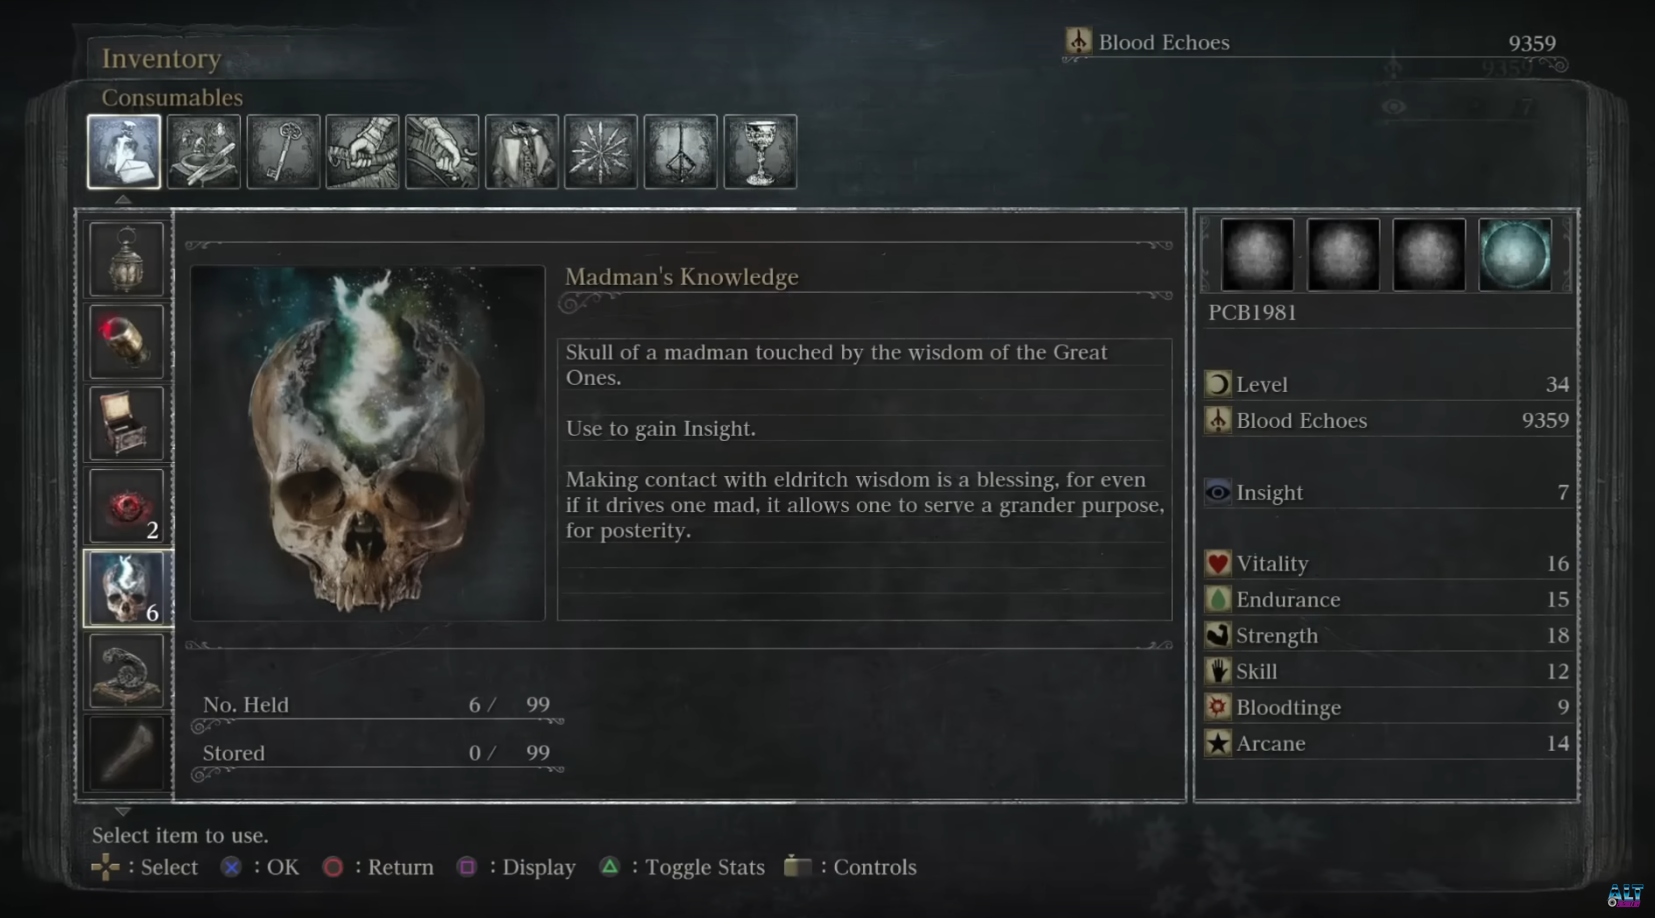 Inventory
Blood Echoes 9359
Consumables
9359
7
Madman's Knowledge
Skull of a madman touched by the wisdom of the Great
Ones.
Use to gain Insight.
Making contact with eldritch wisdom is a blessing, for even
if it drives one mad, it allows one to serve a grander purpose,
for posterity.
2
6
No. Held 6 / 99
Stored 0 / 99
PCB1981
Level 34
Blood Echoes 9359
Insight 7
Vitality 16
Endurance 15
Strength 18
Skill 12
Bloodtinge 9
Arcane 14
Select item to use.
: Select : OK : Return : Display : Toggle Stats : Controls
ALT